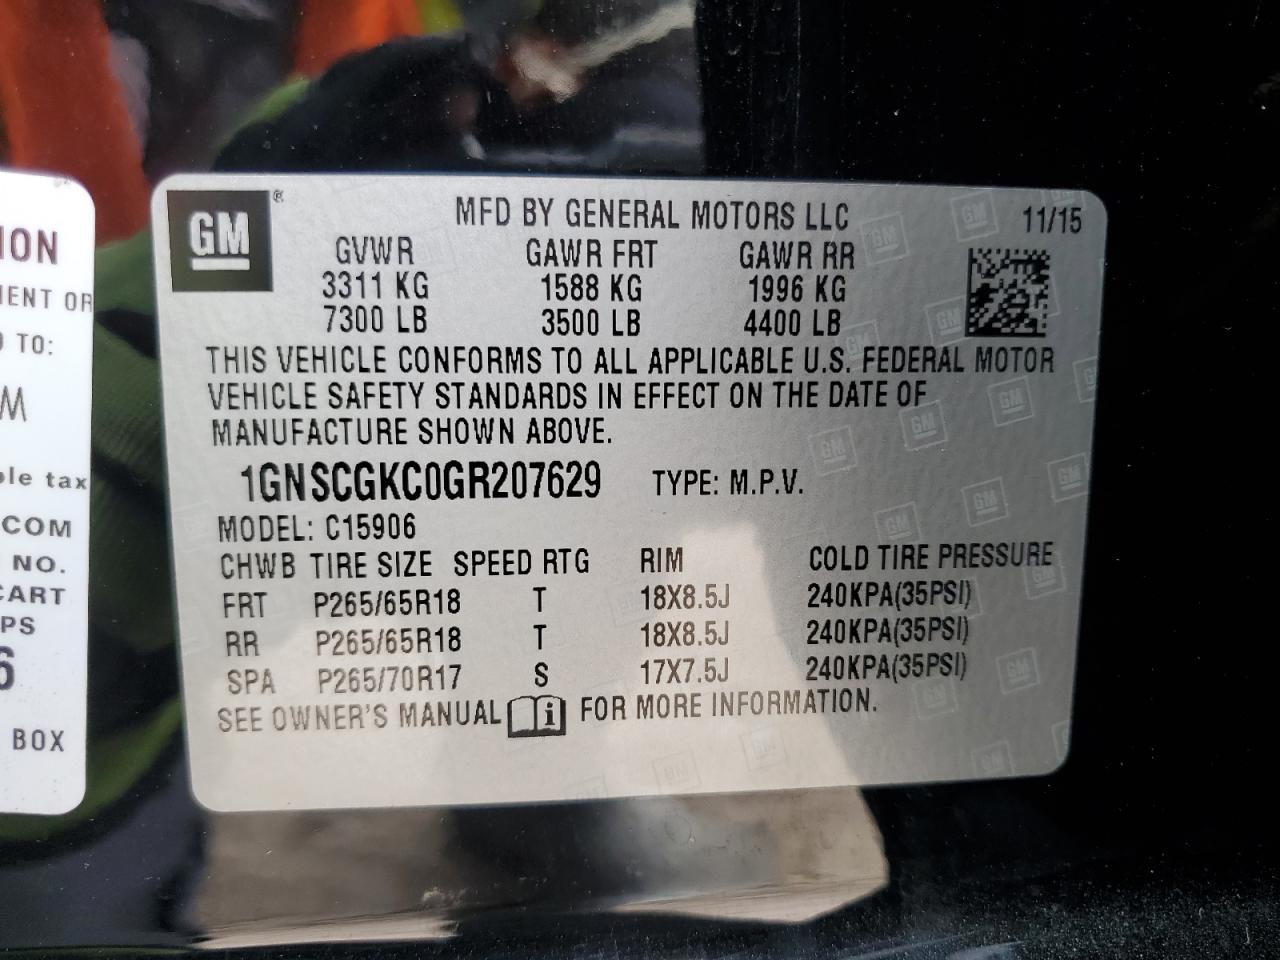 GM ®
MFD BY GENERAL MOTORS LLC 11/15
GVWR GAWR FRT GAWR RR
3311 KG 1588 KG 1996 KG
7300 LB 3500 LB 4400 LB
THIS VEHICLE CONFORMS TO ALL APPLICABLE U.S. FEDERAL MOTOR
VEHICLE SAFETY STANDARDS IN EFFECT ON THE DATE OF
MANUFACTURE SHOWN ABOVE.
1GNSCGKC0GR207629 TYPE: M.P.V.
MODEL: C15906
CHWB TIRE SIZE SPEED RTG RIM COLD TIRE PRESSURE
FRT P265/65R18 T 18X8.5J 240KPA(35PSI)
RR P265/65R18 T 18X8.5J 240KPA(35PSI)
SPA P265/70R17 S 17X7.5J 240KPA(35PSI)
SEE OWNER'S MANUAL i FOR MORE INFORMATION.
ION
MENT OR
TO:
M
ple tax
COM
NO.
CART
PS
6
BOX